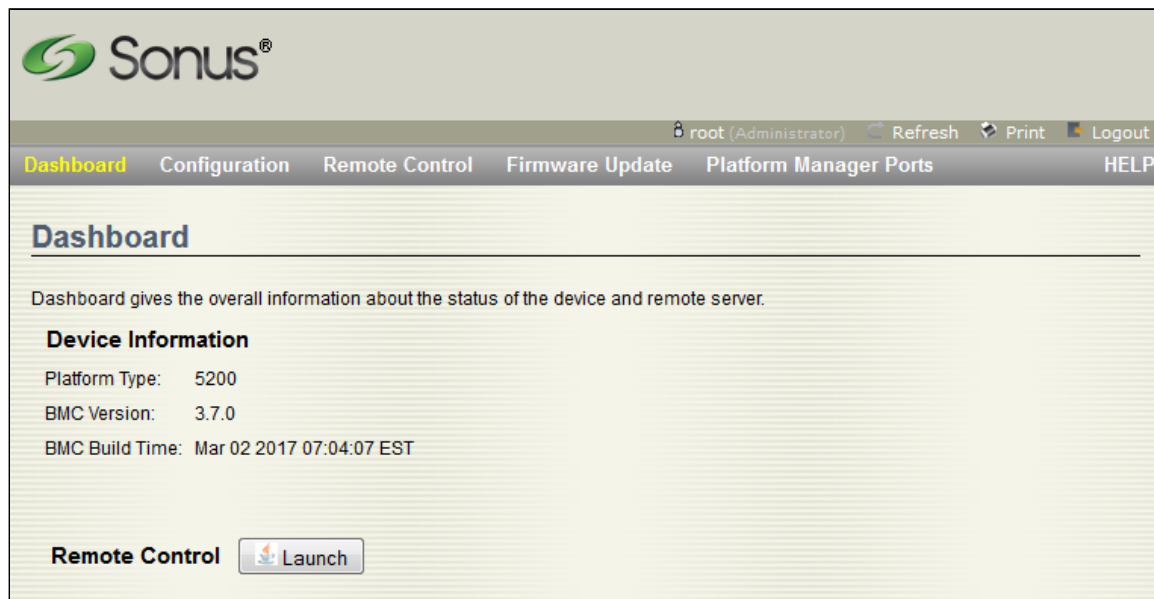 Sonus®
root (Administrator) Refresh Print Logout
Dashboard Configuration Remote Control Firmware Update Platform Manager Ports HELP
Dashboard
Dashboard gives the overall information about the status of the device and remote server.
Device Information
Platform Type: 5200
BMC Version: 3.7.0
BMC Build Time: Mar 02 2017 07:04:07 EST
Remote Control Launch